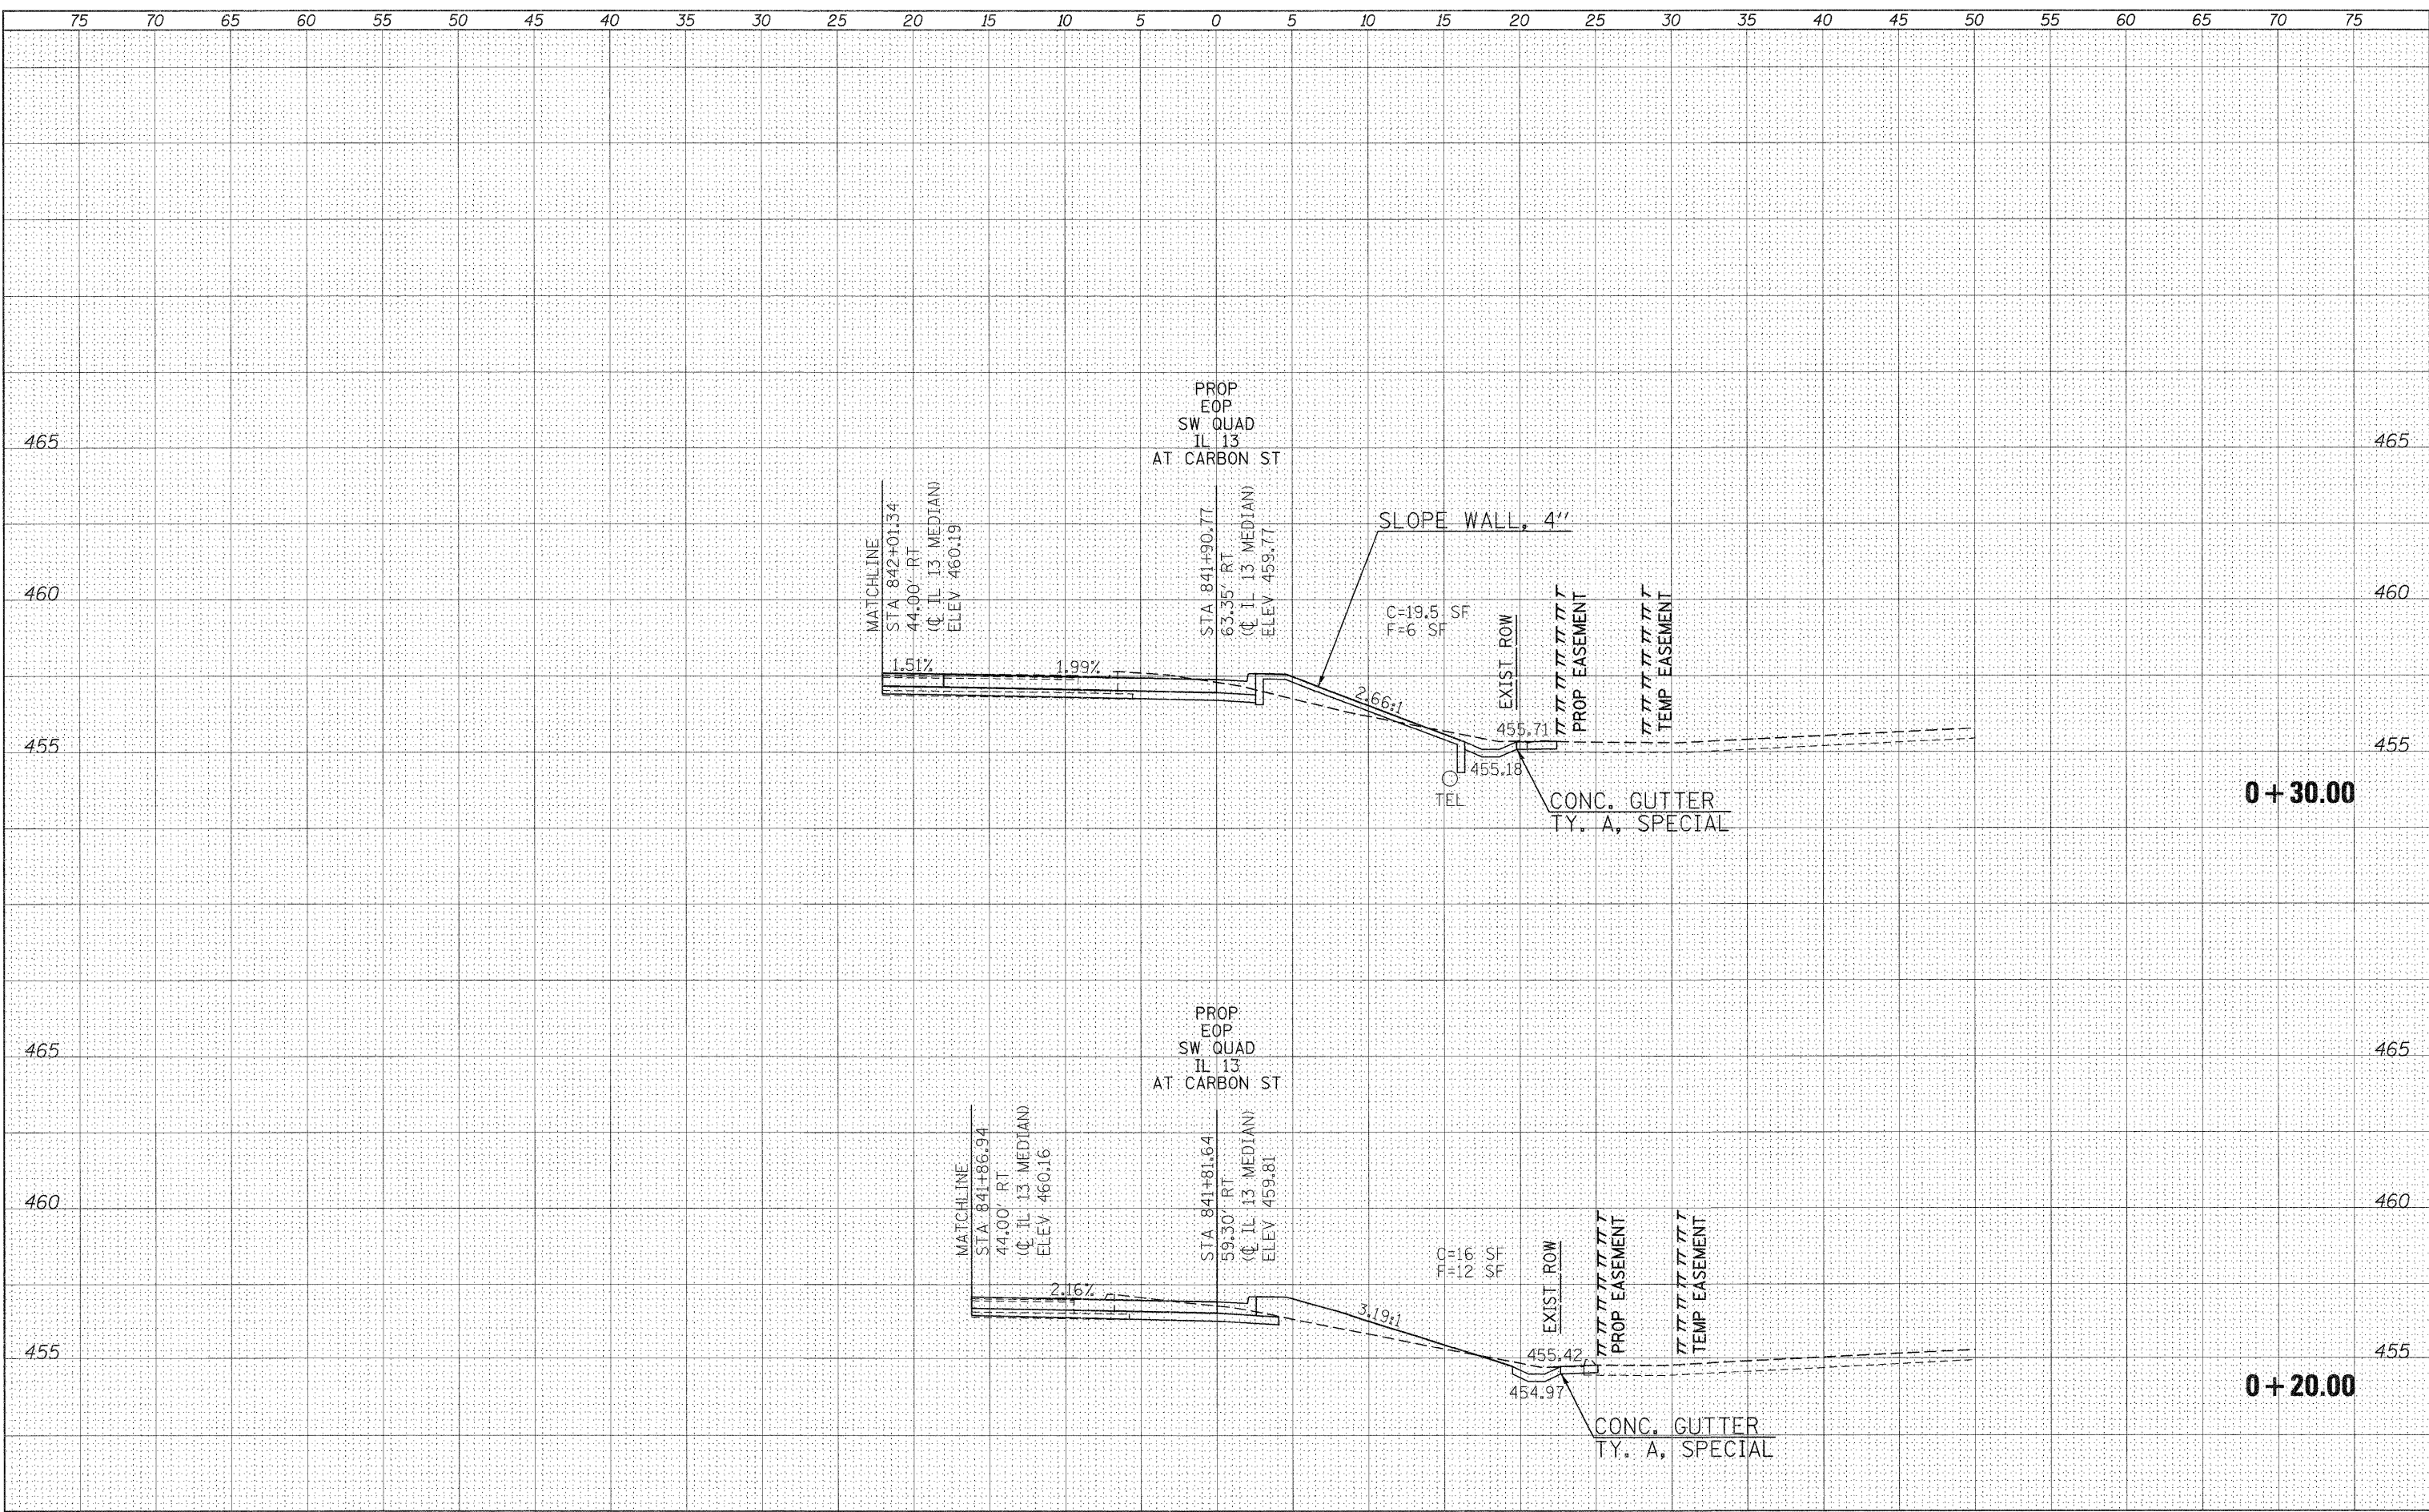 75 70 65 60 55 50 45 40 35 30 25 20 15 10 5 0 5 10 15 20 25 30 35 40 45 50 55 60 65 70 75
PROP
EOP
SW QUAD
IL 13
AT CARBON ST
465 465
MATCHLINE
STA 842+01.34
44.00' RT
(℄ IL 13 MEDIAN)
ELEV 460.19
STA 841+90.77
63.35' RT
(℄ IL 13 MEDIAN)
ELEV 459.77
SLOPE WALL, 4''
460 460
C=19.5 SF
F=6 SF
EXIST ROW
PROP EASEMENT
TEMP EASEMENT
1.51%
1.99%
2.66:1
455.71
455 455
455.18
TEL
CONC. GUTTER
TY. A, SPECIAL
0+30.00
PROP
EOP
SW QUAD
IL 13
AT CARBON ST
465 465
MATCHLINE
STA 841+86.94
44.00' RT
(℄ IL 13 MEDIAN)
ELEV 460.16
STA 841+81.64
59.30' RT
(℄ IL 13 MEDIAN)
ELEV 459.81
460 460
C=16 SF
F=12 SF
EXIST ROW
PROP EASEMENT
TEMP EASEMENT
2.16%
3.19:1
455.42
455 455
454.97
0+20.00
CONC. GUTTER
TY. A, SPECIAL